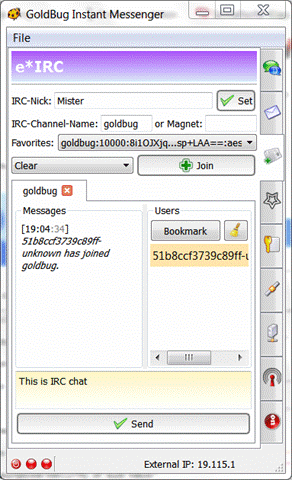 GoldBug Instant Messenger
File
e*IRC
IRC-Nick: Mister Set
IRC-Channel-Name: goldbug or Magnet:
Favorites: goldbug:10000:8i1OJXjq...sp+LAA==:aes
Clear Join
goldbug
Messages Users
[19:04:34]
51b8ccf3739c89ff-
unknown has joined
goldbug.
Bookmark
51b8ccf3739c89ff-u
This is IRC chat
Send
External IP: 19.115.1